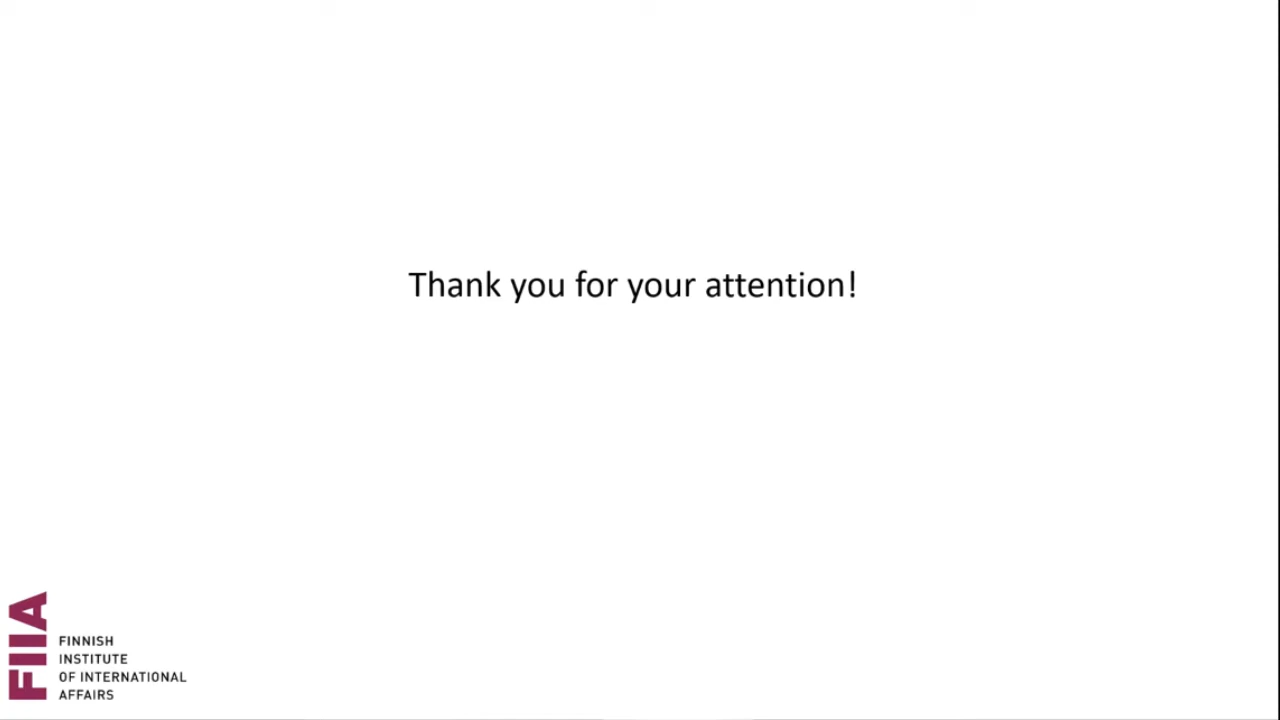 Thank you for your attention!
FIIA
FINNISH
INSTITUTE
OF INTERNATIONAL
AFFAIRS